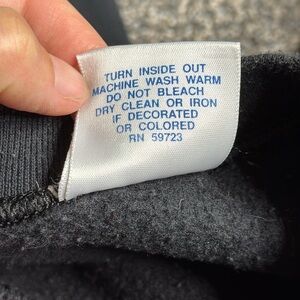 TURN INSIDE OUT
MACHINE WASH WARM
DO NOT BLEACH
DRY CLEAN OR IRON
IF DECORATED
OR COLORED
RN 59723